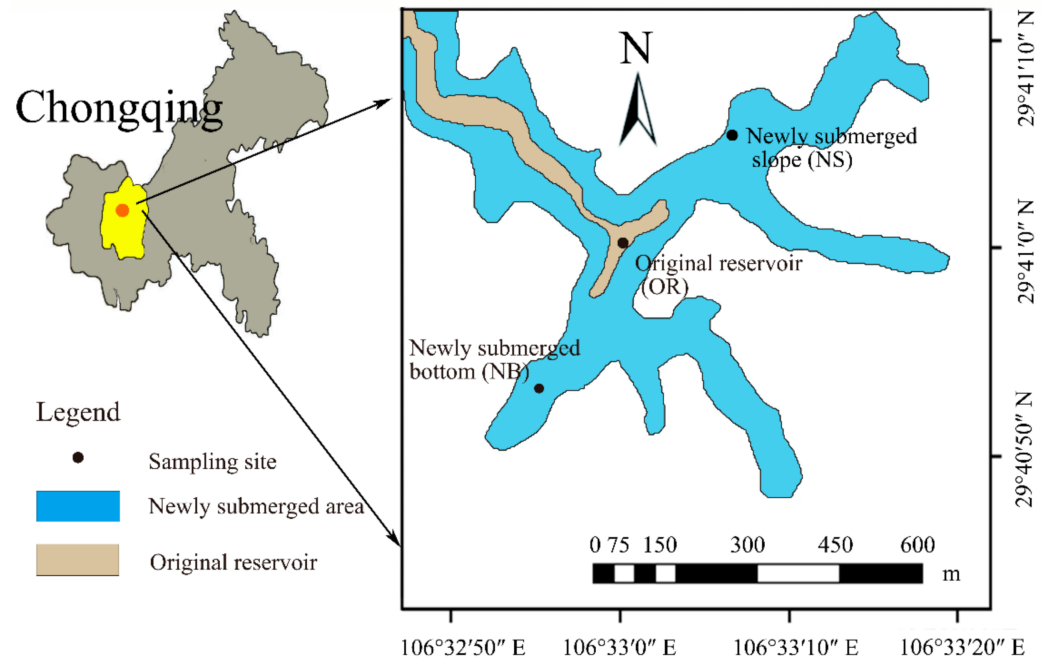 Chongqing
N
Newly submerged
slope (NS)
Original reservoir
(OR)
Newly submerged
bottom (NB)
Legend
Sampling site
Newly submerged area
Original reservoir
0 75 150 300 450 600
m
29°41′10″ N
29°41′0″ N
29°40′50″ N
106°32′50″ E 106°33′0″ E 106°33′10″ E 106°33′20″ E